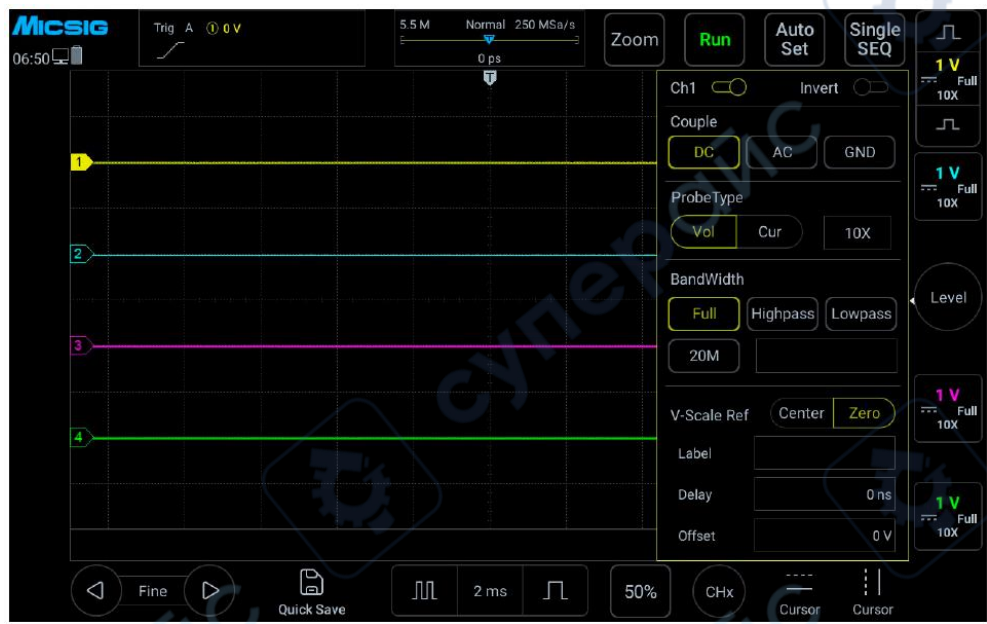 MICSIG
06:50
Trig A ① 0 V
5.5 M Normal 250 MSa/s
T
0 ps
Zoom
Run
Auto
Set
Single
SEQ
1 V
Full
10X
1 V
Full
10X
Level
1 V
Full
10X
1 V
Full
10X
T
1
2
3
4
Ch1 Invert
Couple
DC AC GND
ProbeType
Vol Cur 10X
BandWidth
Full Highpass Lowpass
20M
V-Scale Ref Center Zero
Label
Delay 0 ns
Offset 0 V
Fine
Quick Save
2 ms
50%
CHx
Cursor
Cursor
суперайс